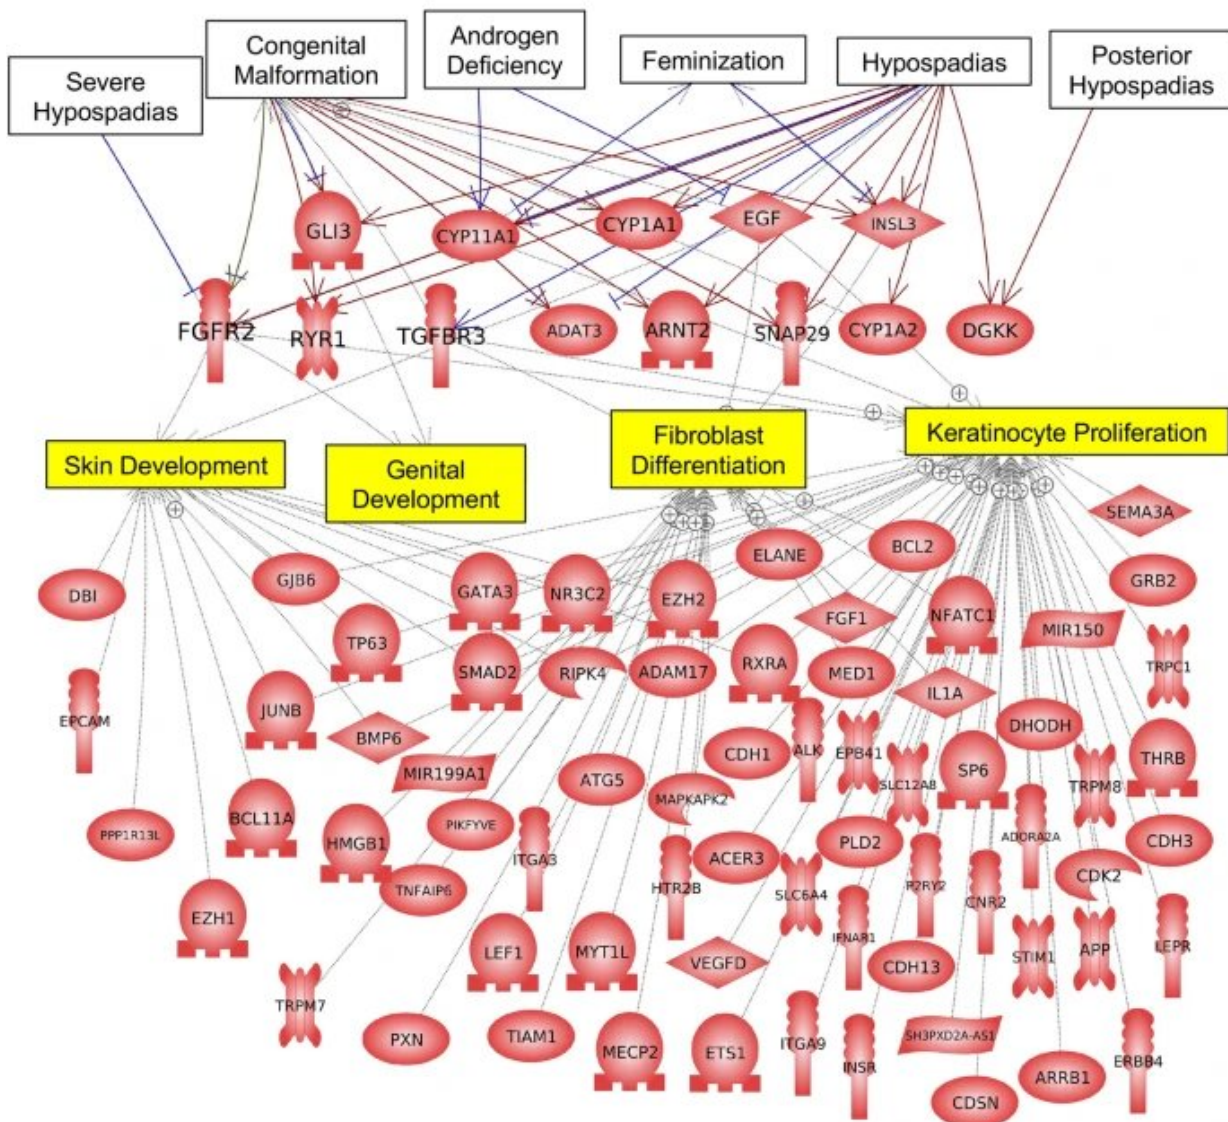 Severe
Hypospadias
Congenital
Malformation
Androgen
Deficiency
Feminization
Hypospadias
Posterior
Hypospadias
GLI3
CYP11A1
CYP1A1
EGF
INSL3
FGFR2
RYR1
TGFBR3
ADAT3
ARNT2
SNAP29
CYP1A2
DGKK
Skin Development
Genital
Development
Fibroblast
Differentiation
Keratinocyte Proliferation
SEMA3A
DBI
GJB6
GATA3
NR3C2
EZH2
ELANE
BCL2
GRB2
TP63
SMAD2
RIPK4
ADAM17
RXRA
FGF1
MED1
NFATC1
MIR150
TRPC1
EPCAM
JUNB
BMP6
MIR199A1
ATG5
CDH1
ALK
EPB41
IL1A
SLC12A8
SP6
DHODH
TRPM8
THRB
PPP1R13L
BCL11A
HMGB1
PIKFYVE
ITGA3
MAPKAPK2
ACER3
PLD2
ADORA2A
CDH3
TNFAIP6
HTR2B
SLC6A4
P2RY2
CNR2
CDK2
EZH1
LEF1
MYT1L
VEGFD
IFNAR1
CDH13
STIM1
APP
LEPR
TRPM7
PXN
TIAM1
MECP2
ETS1
ITGA9
INSR
SH3PXD2A-AS1
CDSN
ARRB1
ERBB4